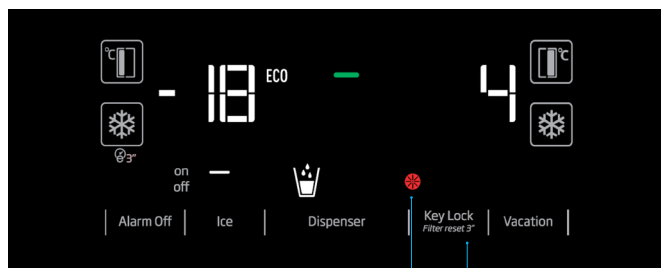 °C
°C
-18 ECO
4
3"
on
off
Alarm Off
Ice
Dispenser
Key Lock
Filter reset 3"
Vacation